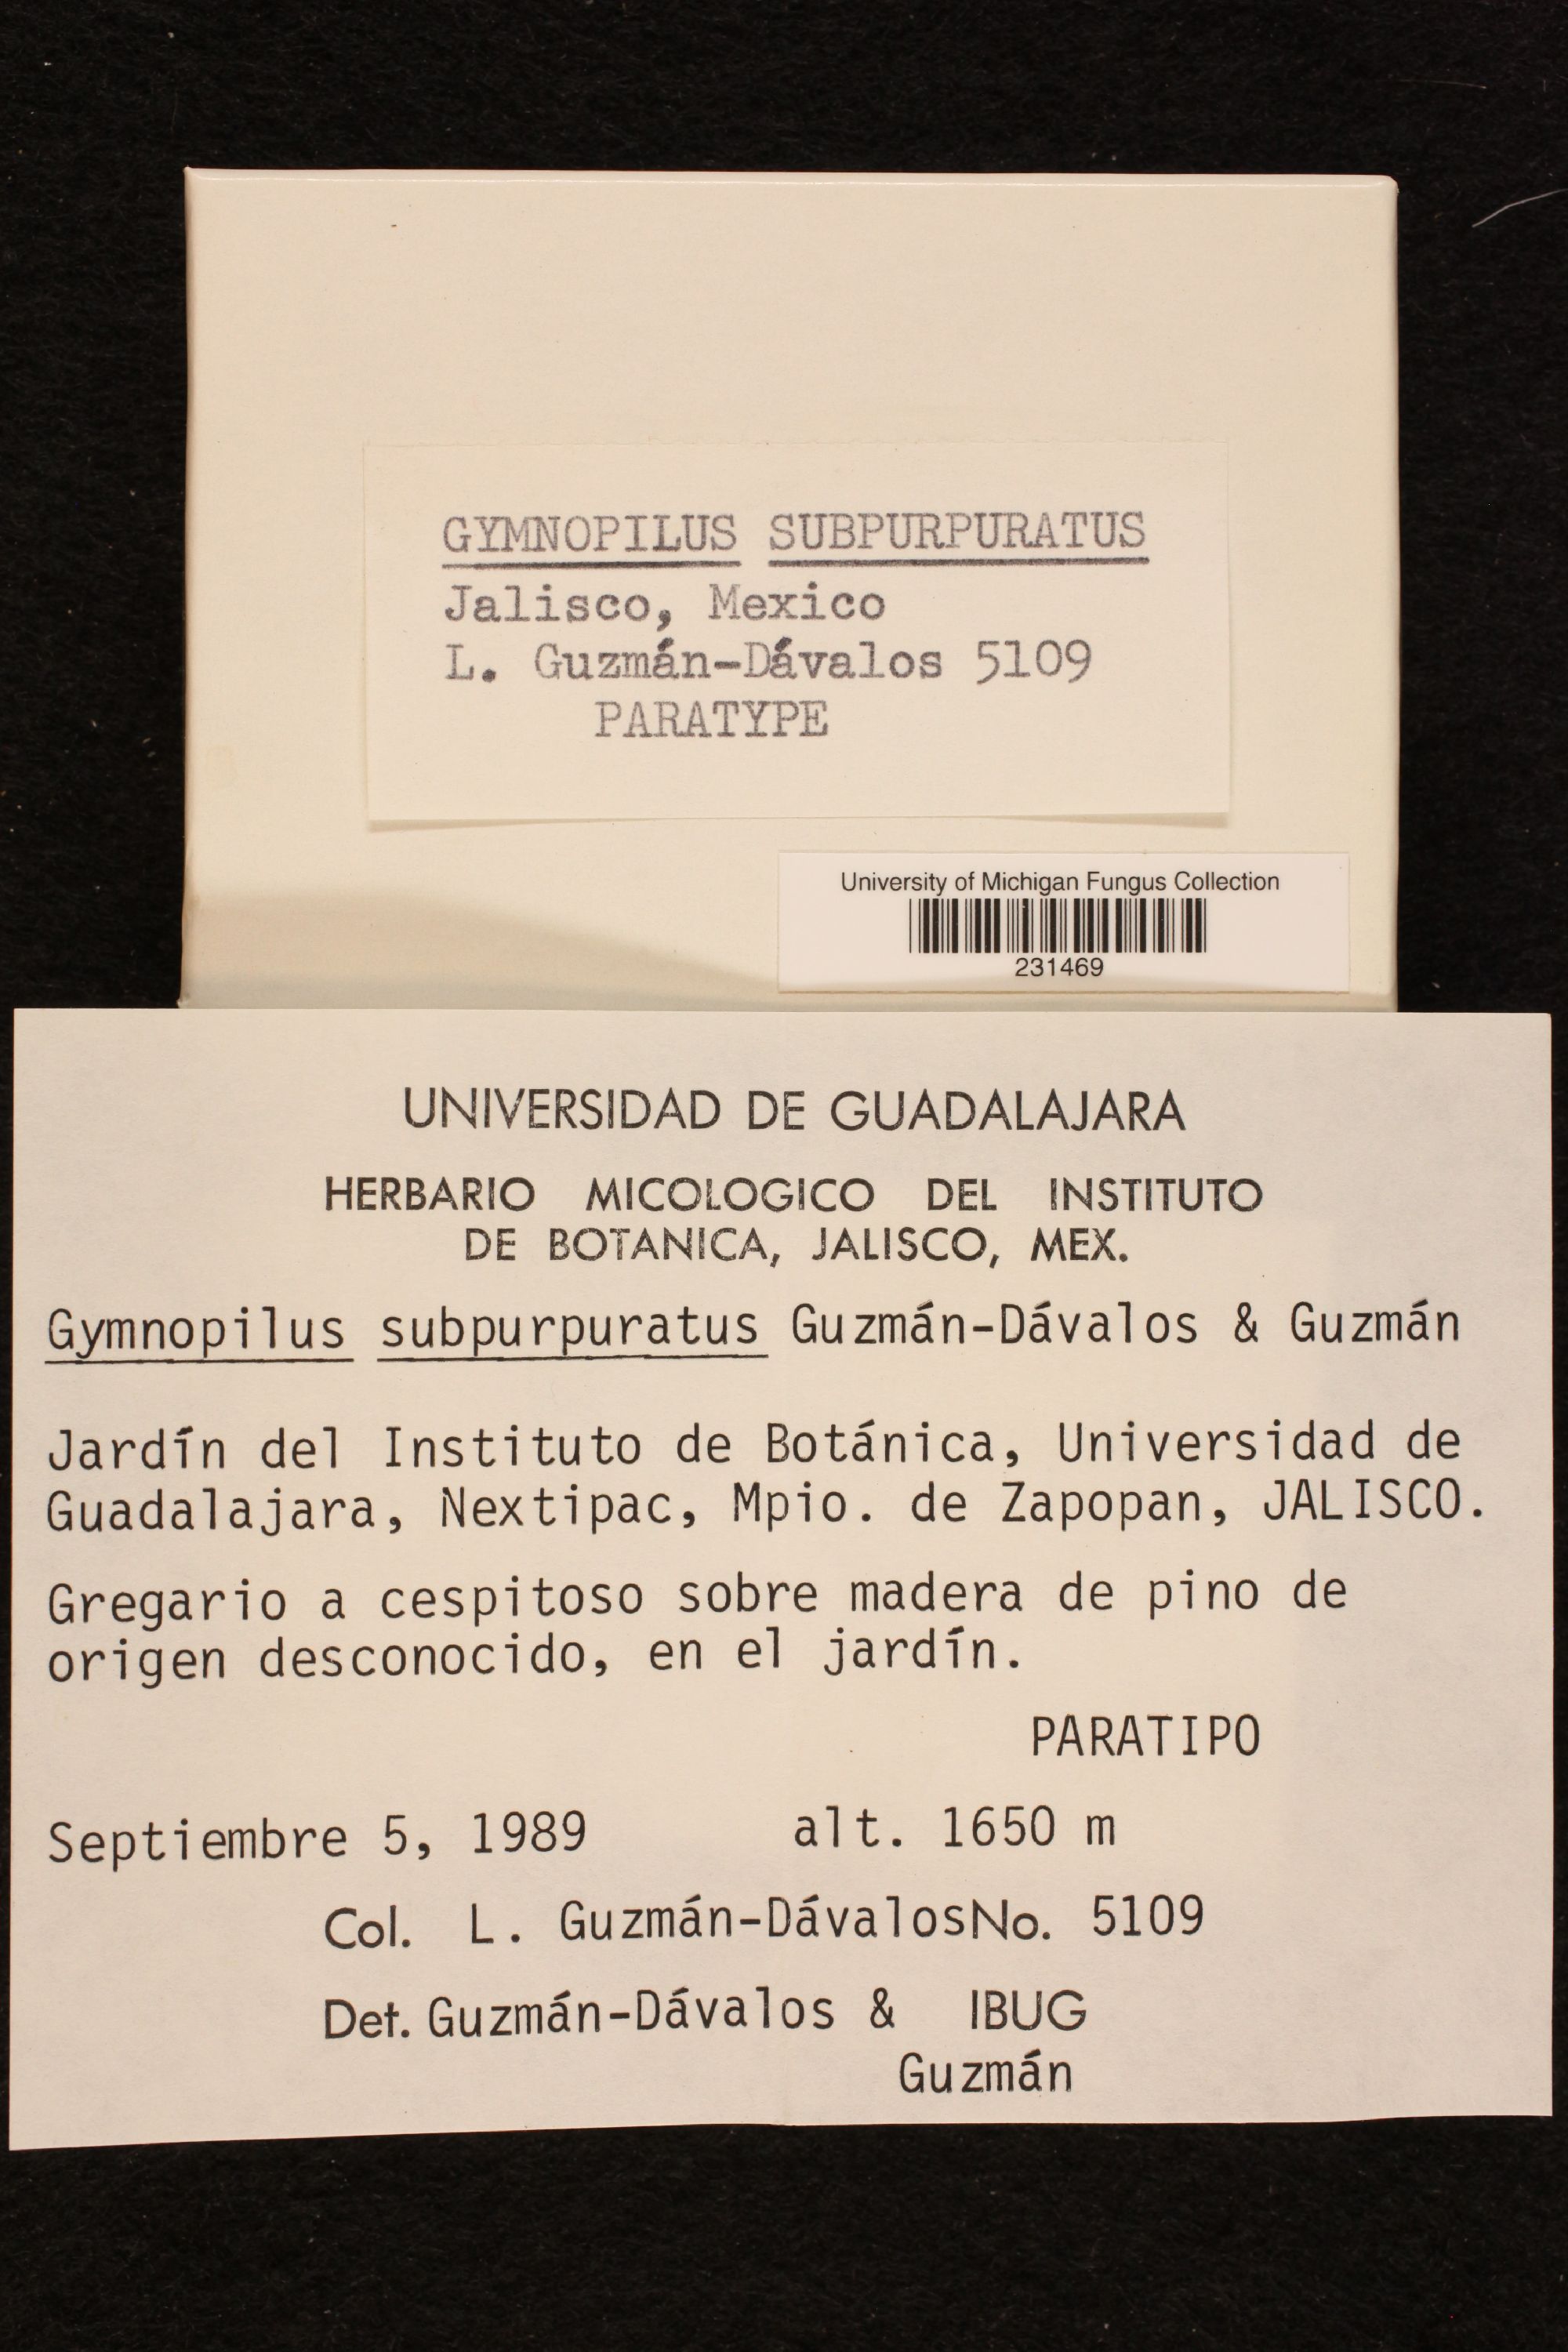 GYMNOPILUS SUBPURPURATUS
Jalisco, Mexico
L. Guzmán-Dávalos 5109
PARATYPE
University of Michigan Fungus Collection
231469
UNIVERSIDAD DE GUADALAJARA
HERBARIO MICOLOGICO DEL INSTITUTO
DE BOTANICA, JALISCO, MEX.
Gymnopilus subpurpuratus Guzmán-Dávalos & Guzmán
Jardín del Instituto de Botánica, Universidad de
Guadalajara, Nextipac, Mpio. de Zapopan, JALISCO.
Gregario a cespitoso sobre madera de pino de
origen desconocido, en el jardín.
PARATIPO
Septiembre 5, 1989 alt. 1650 m
Col. L. Guzmán-Dávalos No. 5109
Det. Guzmán-Dávalos & IBUG
Guzmán